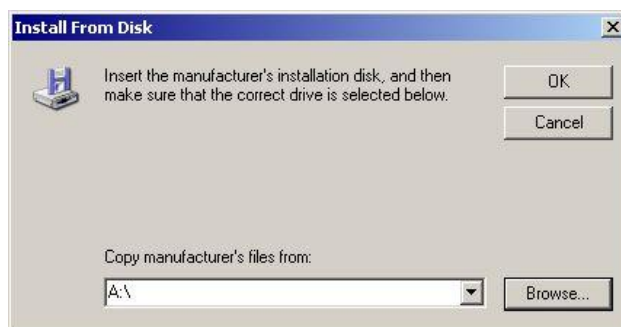 Install From Disk
Insert the manufacturer's installation disk, and then
make sure that the correct drive is selected below.
OK
Cancel
Copy manufacturer's files from:
A:\
Browse...